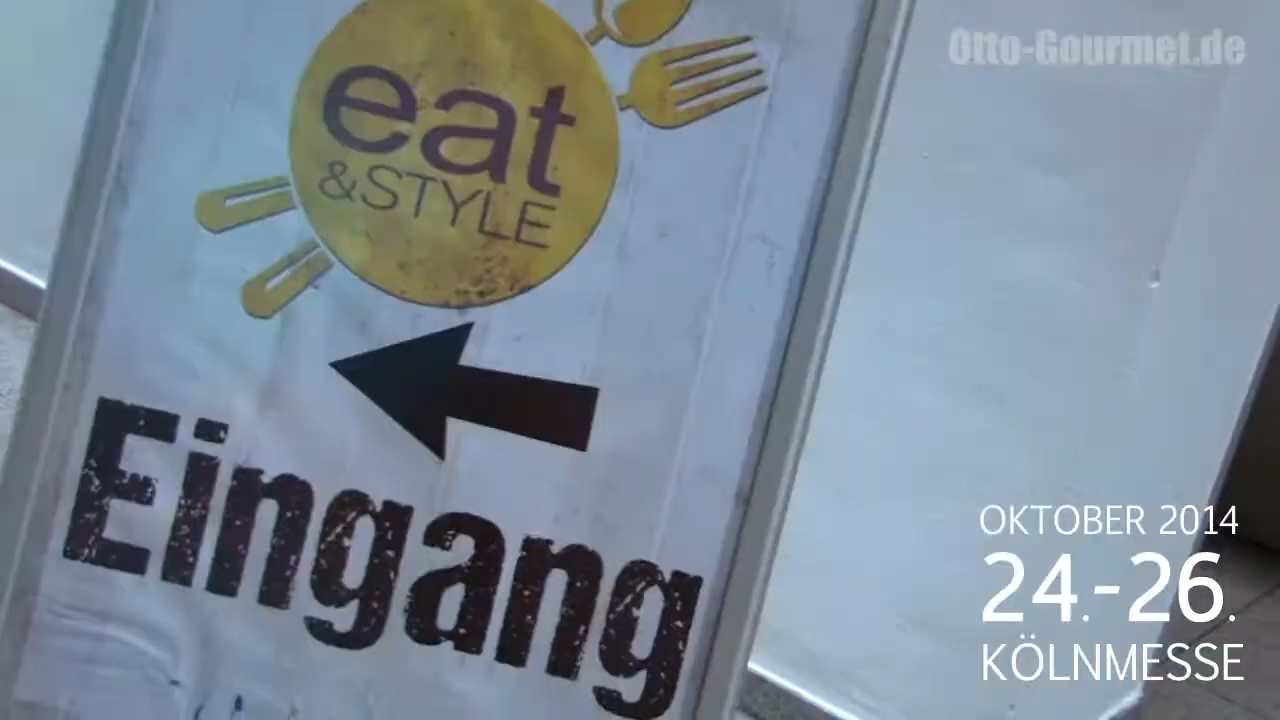 Otto-Gourmet.de
eat
&STYLE
Eingang
OKTOBER 2014
24.-26.
KÖLNMESSE